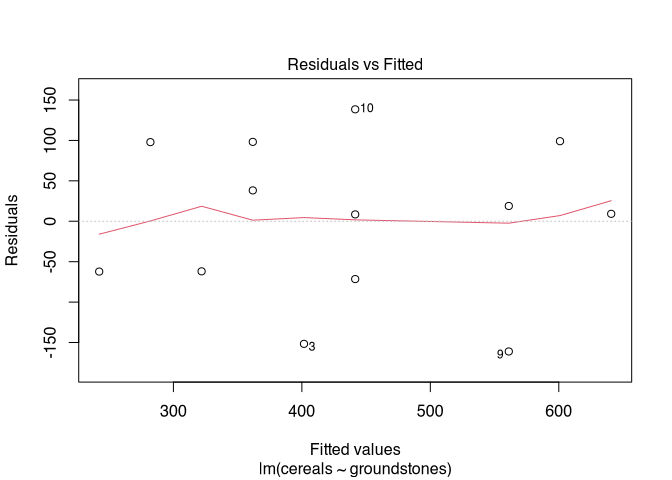 Residuals vs Fitted
Residuals
150
100
50
0
-50
-150
10
3
9
300 400 500 600
Fitted values
lm(cereals ~ groundstones)